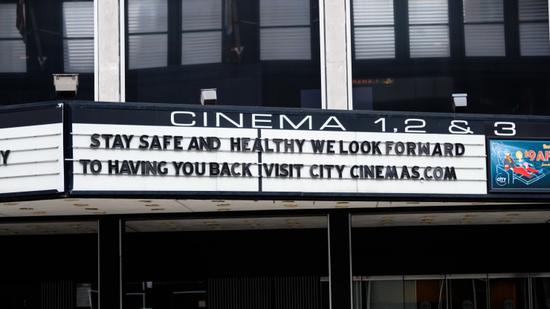 CINEMA 1,2 & 3
STAY SAFE AND HEALTHY WE LOOK FORWARD
TO HAVING YOU BACK VISIT CITY CINEMAS.COM